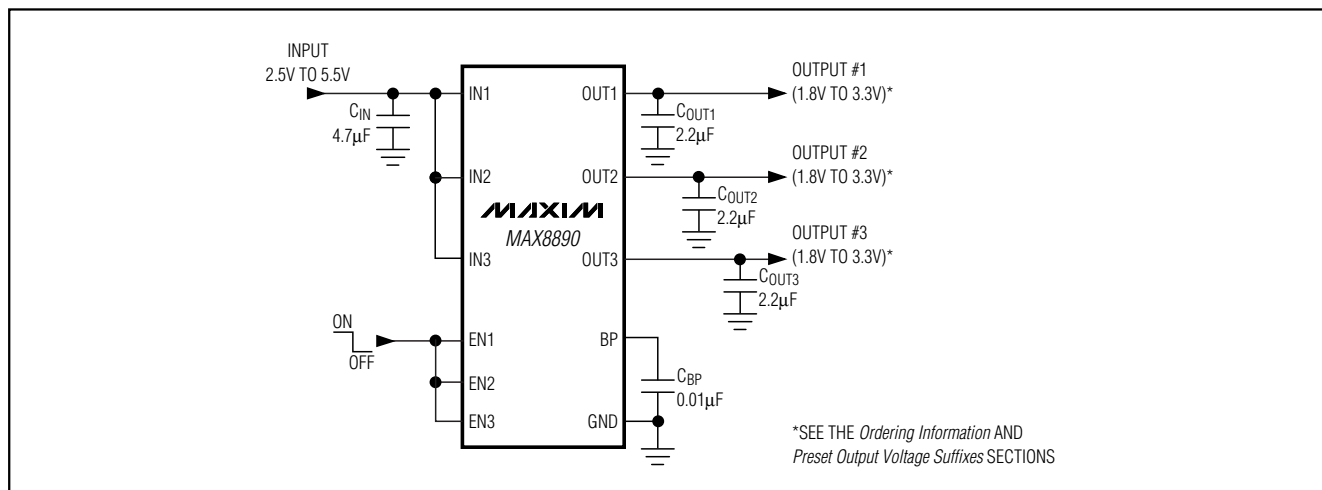 INPUT
2.5V TO 5.5V
CIN
4.7μF
IN1
IN2
IN3
ON
OFF
EN1
EN2
EN3
MAXIM
MAX8890
OUT1
OUT2
OUT3
BP
GND
COUT1
2.2μF
COUT2
2.2μF
COUT3
2.2μF
CBP
0.01μF
OUTPUT #1
(1.8V TO 3.3V)*
OUTPUT #2
(1.8V TO 3.3V)*
OUTPUT #3
(1.8V TO 3.3V)*
*SEE THE Ordering Information AND
Preset Output Voltage Suffixes SECTIONS